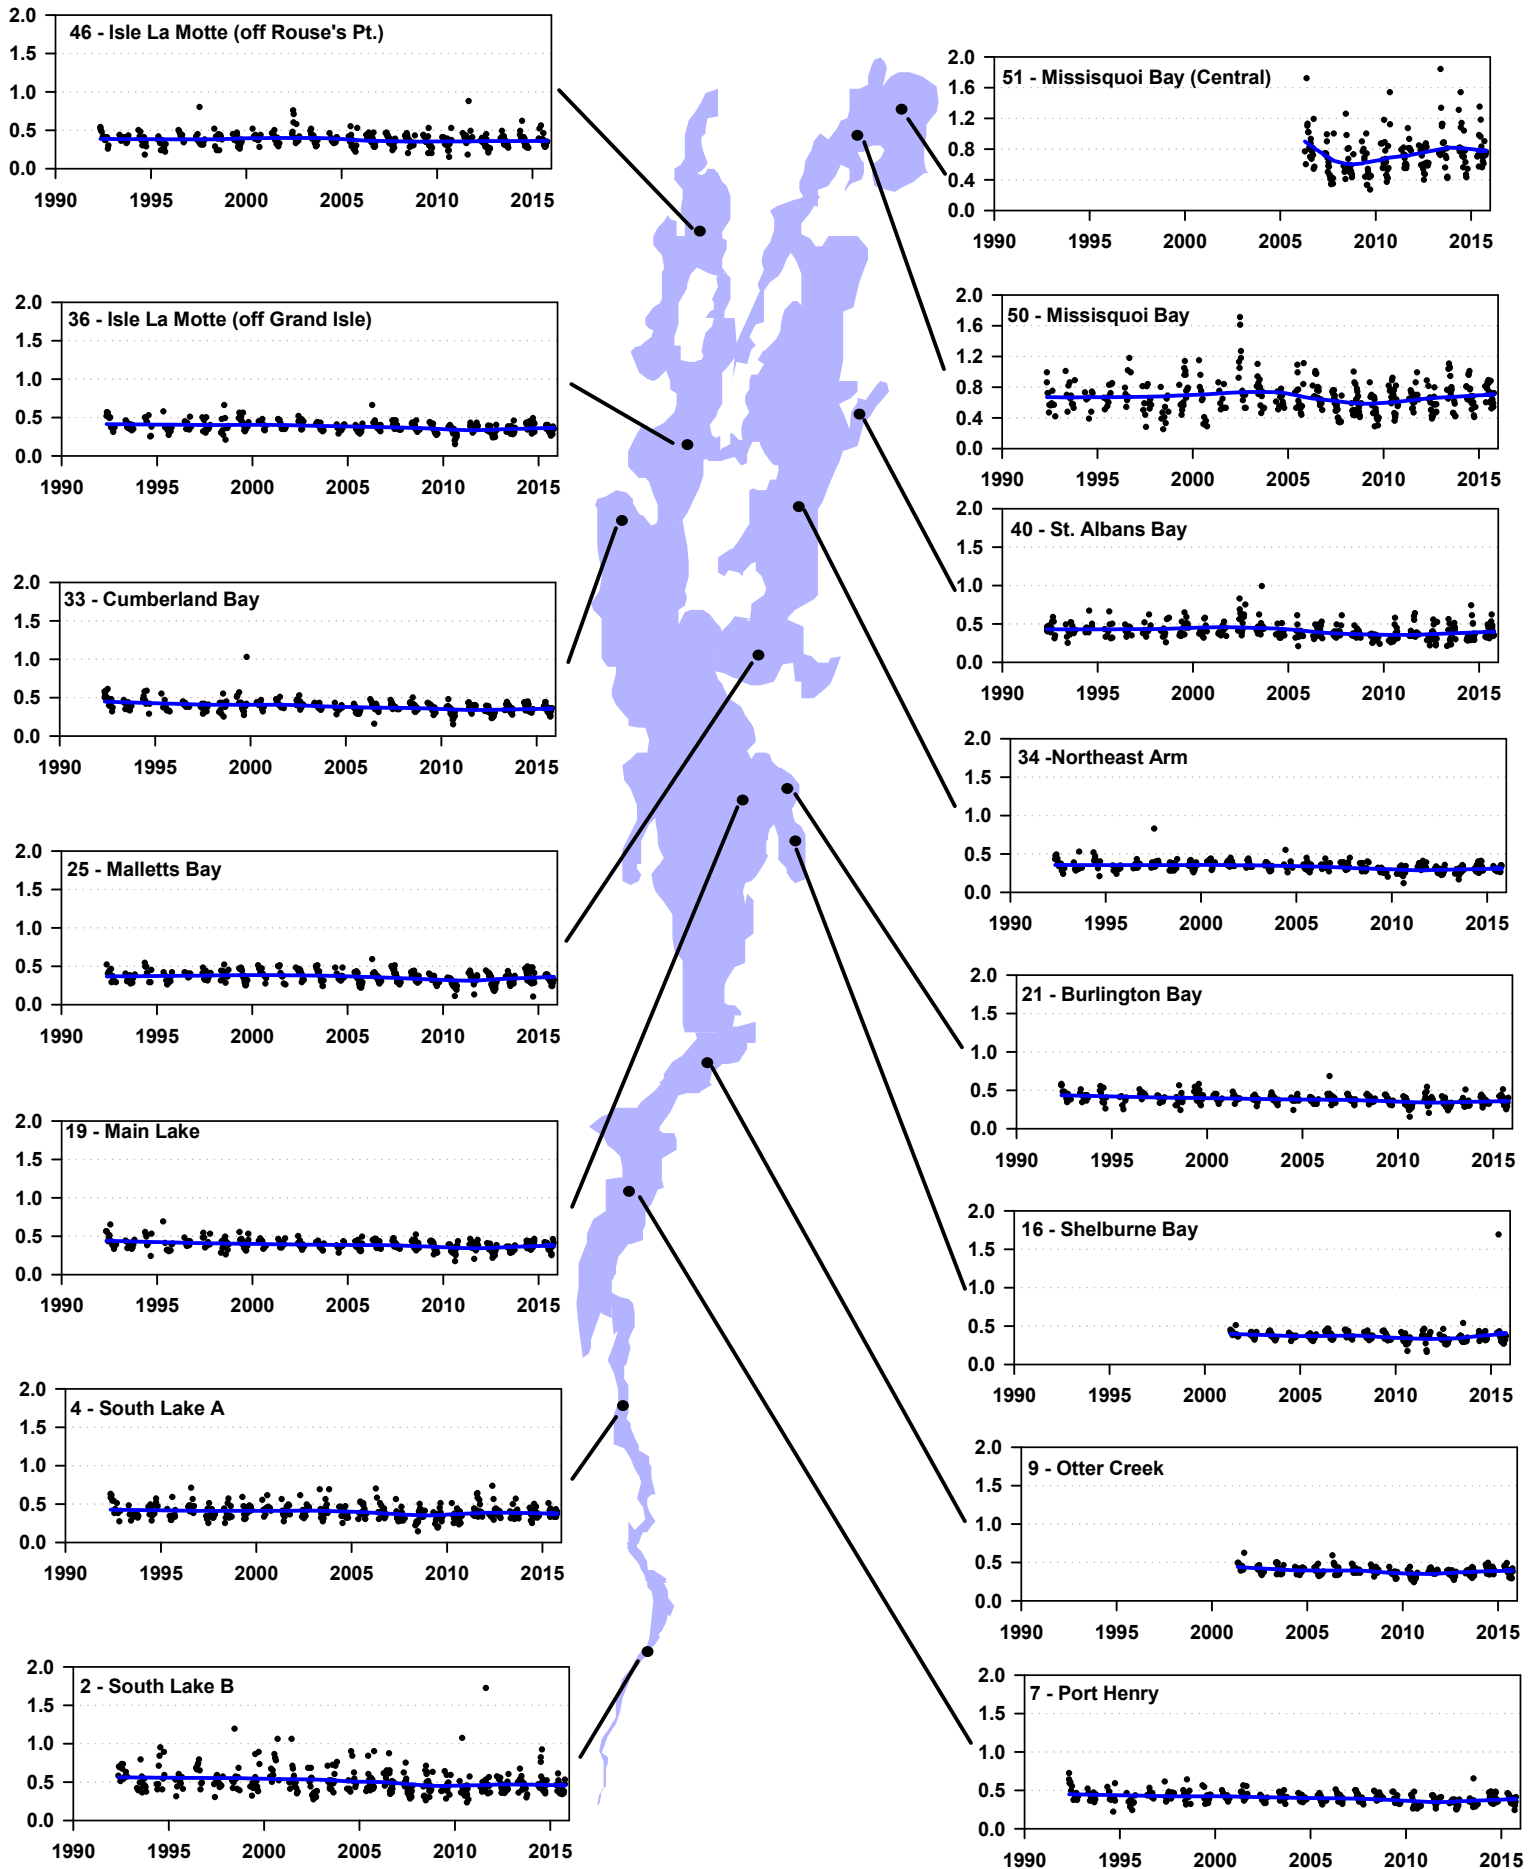 46 - Isle La Motte (off Rouse's Pt.)
2.0
1.5
1.0
0.5
0.0
1990 1995 2000 2005 2010 2015
36 - Isle La Motte (off Grand Isle)
2.0
1.5
1.0
0.5
0.0
1990 1995 2000 2005 2010 2015
33 - Cumberland Bay
2.0
1.5
1.0
0.5
0.0
1990 1995 2000 2005 2010 2015
25 - Malletts Bay
2.0
1.5
1.0
0.5
0.0
1990 1995 2000 2005 2010 2015
19 - Main Lake
2.0
1.5
1.0
0.5
0.0
1990 1995 2000 2005 2010 2015
4 - South Lake A
2.0
1.5
1.0
0.5
0.0
1990 1995 2000 2005 2010 2015
2 - South Lake B
2.0
1.5
1.0
0.5
0.0
1990 1995 2000 2005 2010 2015
51 - Missisquoi Bay (Central)
2.0
1.6
1.2
0.8
0.4
0.0
1990 1995 2000 2005 2010 2015
50 - Missisquoi Bay
2.0
1.6
1.2
0.8
0.4
0.0
1990 1995 2000 2005 2010 2015
40 - St. Albans Bay
2.0
1.5
1.0
0.5
0.0
1990 1995 2000 2005 2010 2015
34 -Northeast Arm
2.0
1.5
1.0
0.5
0.0
1990 1995 2000 2005 2010 2015
21 - Burlington Bay
2.0
1.5
1.0
0.5
0.0
1990 1995 2000 2005 2010 2015
16 - Shelburne Bay
2.0
1.5
1.0
0.5
0.0
1990 1995 2000 2005 2010 2015
9 - Otter Creek
2.0
1.5
1.0
0.5
0.0
1990 1995 2000 2005 2010 2015
7 - Port Henry
2.0
1.5
1.0
0.5
0.0
1990 1995 2000 2005 2010 2015